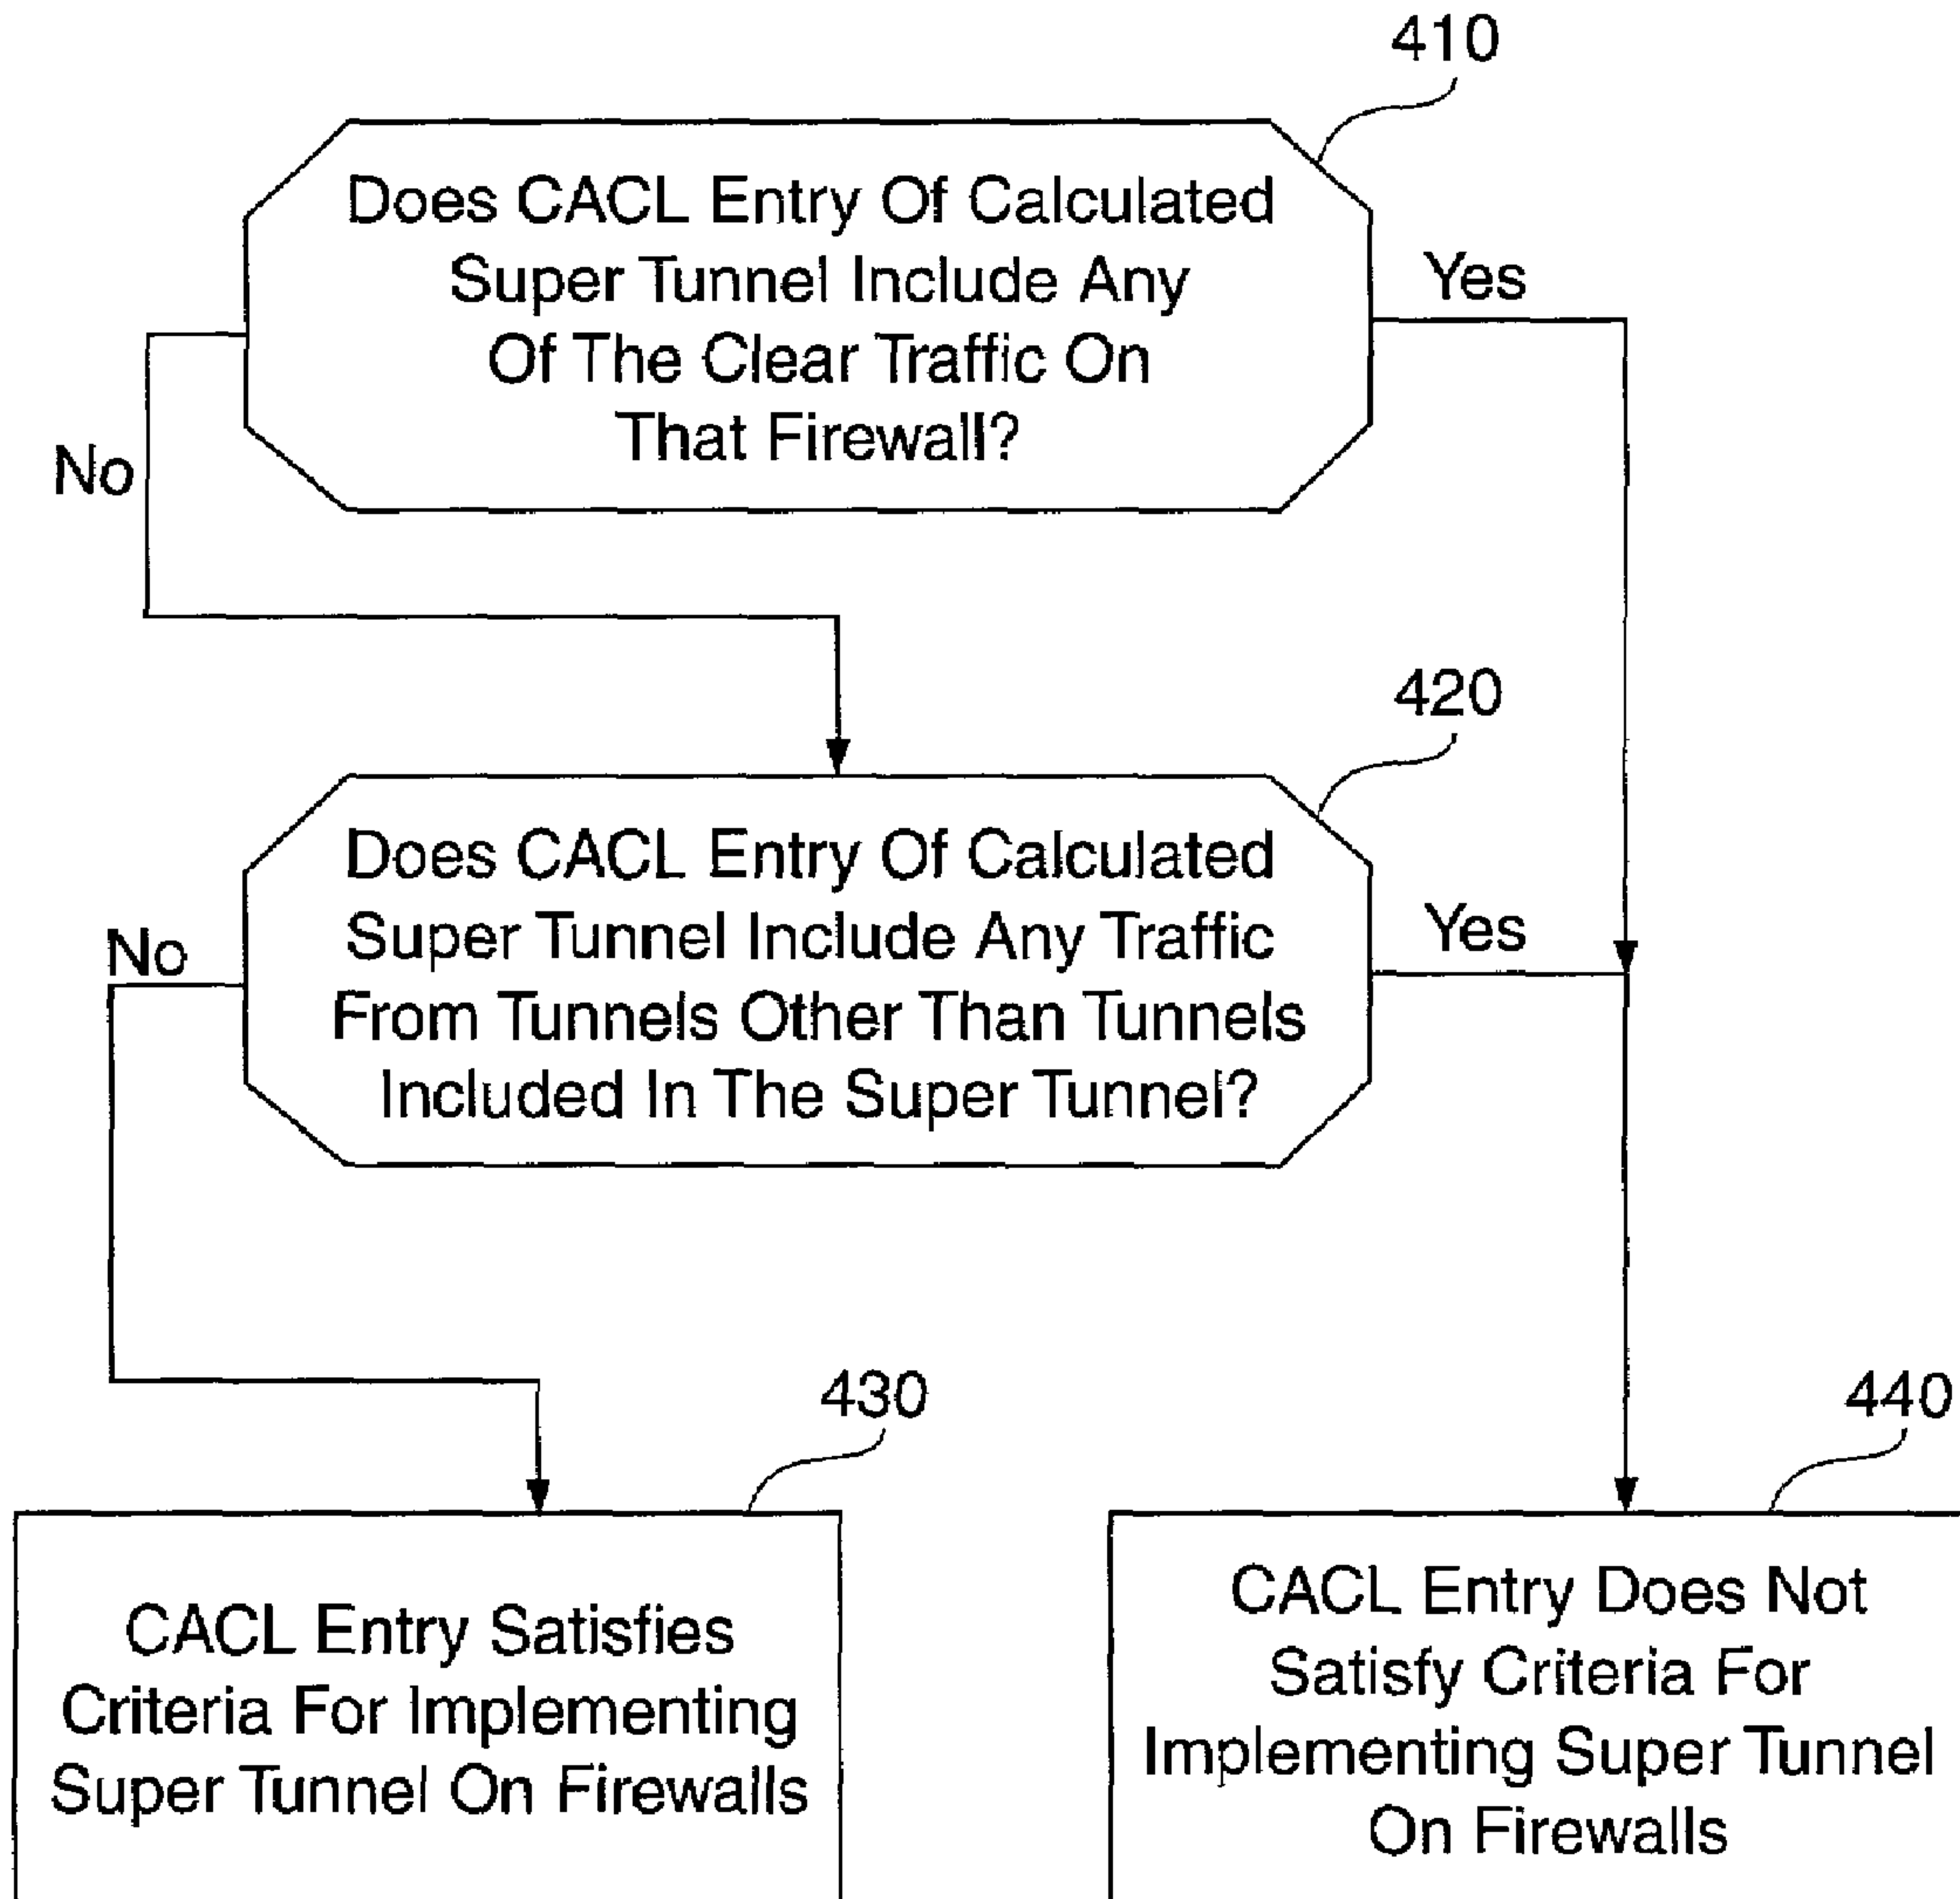 410
Does CACL Entry Of Calculated
Super Tunnel Include Any
Of The Clear Traffic On
That Firewall?
Yes
No
420
Does CACL Entry Of Calculated
Super Tunnel Include Any Traffic
From Tunnels Other Than Tunnels
Included In The Super Tunnel?
Yes
No
430
CACL Entry Satisfies
Criteria For Implementing
Super Tunnel On Firewalls
440
CACL Entry Does Not
Satisfy Criteria For
Implementing Super Tunnel
On Firewalls